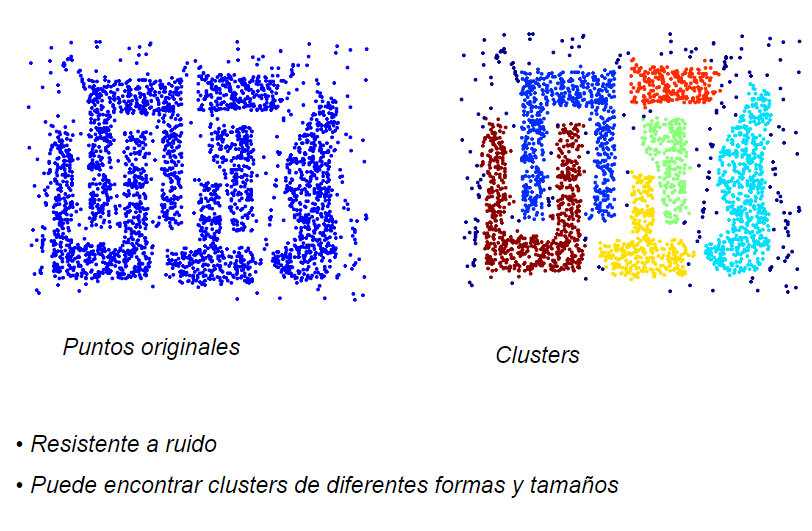 Puntos originales
Clusters
• Resistente a ruido
• Puede encontrar clusters de diferentes formas y tamaños